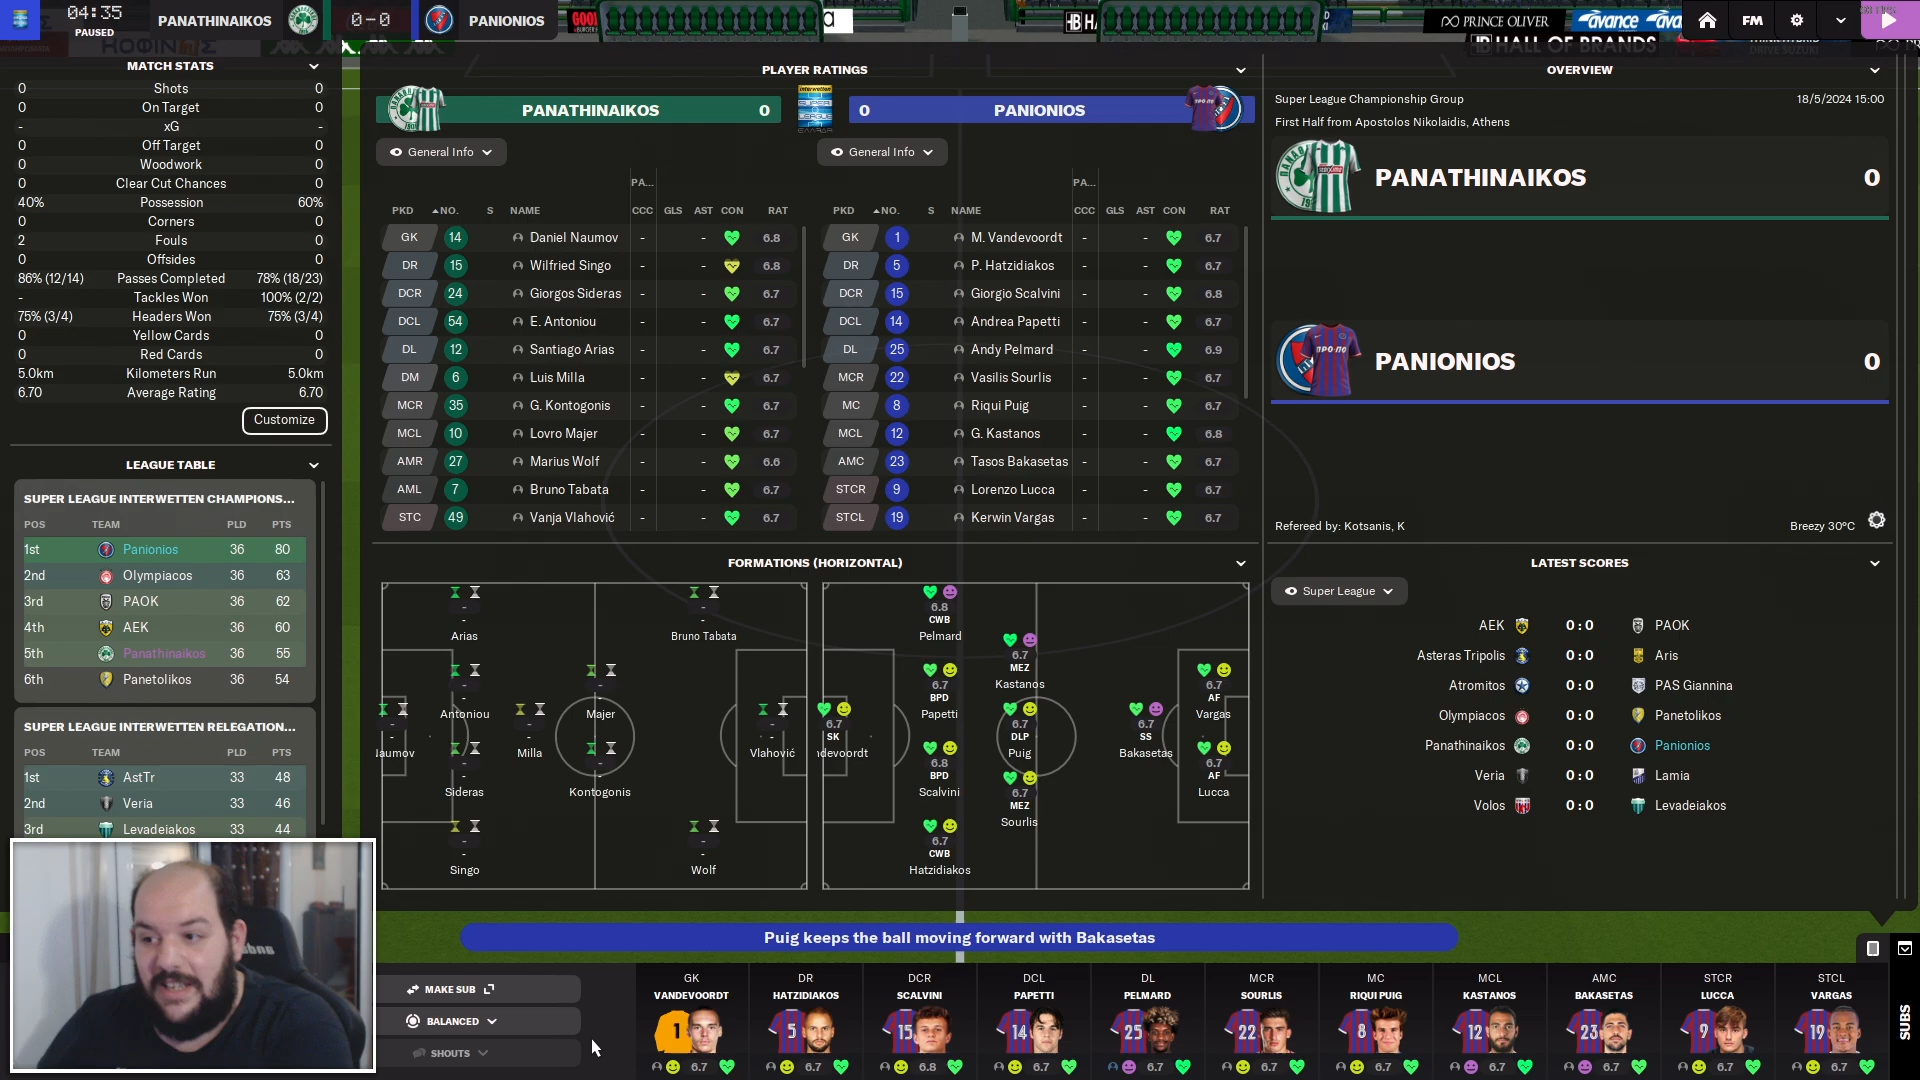 04:35
PAUSED
PANATHINAIKOS
0-0
PANIONIOS
PRINCE OLIVER
avance
HALL OF BRANDS
FM
MATCH STATS
0 Shots 0
0 On Target 0
- xG -
0 Off Target 0
0 Woodwork 0
0 Clear Cut Chances 0
40% Possession 60%
0 Corners 0
2 Fouls 0
0 Offsides 0
86% (12/14) Passes Completed 78% (18/23)
- Tackles Won 100% (2/2)
75% (3/4) Headers Won 75% (3/4)
0 Yellow Cards 0
0 Red Cards 0
5.0km Kilometers Run 5.0km
6.70 Average Rating 6.70
Customize
LEAGUE TABLE
SUPER LEAGUE INTERWETTEN CHAMPIONS...
POS TEAM PLD PTS
1st Panionios 36 80
2nd Olympiacos 36 63
3rd PAOK 36 62
4th AEK 36 60
5th Panathinaikos 36 55
6th Panetolikos 36 54
SUPER LEAGUE INTERWETTEN RELEGATION...
POS TEAM PLD PTS
1st AstTr 33 48
2nd Veria 33 46
3rd Levadeiakos 33 44
PLAYER RATINGS
PANATHINAIKOS 0
0 PANIONIOS
General Info
General Info
PA...
PKD NO. S NAME CCC GLS AST CON RAT
GK 14 Daniel Naumov - - 6.8
DR 15 Wilfried Singo - - 6.8
DCR 24 Giorgos Sideras - - 6.7
DCL 54 E. Antoniou - - 6.7
DL 12 Santiago Arias - - 6.7
DM 6 Luis Milla - - 6.7
MCR 35 G. Kontogonis - - 6.7
MCL 10 Lovro Majer - - 6.7
AMR 27 Marius Wolf - - 6.6
AML 7 Bruno Tabata - - 6.7
STC 49 Vanja Vlahović - - 6.7
PA...
PKD NO. S NAME CCC GLS AST CON RAT
GK 1 M. Vandevoordt - - 6.7
DR 5 P. Hatzidiakos - - 6.7
DCR 15 Giorgio Scalvini - - 6.8
DCL 14 Andrea Papetti - - 6.7
DL 25 Andy Pelmard - - 6.9
MCR 22 Vasilis Sourlis - - 6.7
MC 8 Riqui Puig - - 6.7
MCL 12 G. Kastanos - - 6.8
AMC 23 Tasos Bakasetas - - 6.7
STCR 9 Lorenzo Lucca - - 6.7
STCL 19 Kerwin Vargas - - 6.7
FORMATIONS (HORIZONTAL)
Arias
Bruno Tabata
Antoniou
Majer
Naumov
Milla
Vlahović
Sideras
Kontogonis
Singo
Wolf
6.8
CWB
Pelmard
6.7
MEZ
Kastanos
6.7
BPD
Papetti
6.7
AF
Vargas
6.7
SK
ndevoordt
6.7
DLP
Puig
6.7
SS
Bakasetas
6.8
BPD
Scalvini
6.7
AF
Lucca
6.7
MEZ
Sourlis
6.7
CWB
Hatzidiakos
OVERVIEW
Super League Championship Group 18/5/2024 15:00
First Half from Apostolos Nikolaidis, Athens
PANATHINAIKOS 0
PANIONIOS 0
Refereed by: Kotsanis, K Breezy 30°C
LATEST SCORES
Super League
AEK 0 : 0 PAOK
Asteras Tripolis 0 : 0 Aris
Atromitos 0 : 0 PAS Giannina
Olympiacos 0 : 0 Panetolikos
Panathinaikos 0 : 0 Panionios
Veria 0 : 0 Lamia
Volos 0 : 0 Levadeiakos
Puig keeps the ball moving forward with Bakasetas
MAKE SUB
BALANCED
SHOUTS
GK DR DCR DCL DL MCR MC MCL AMC STCR STCL
VANDEVOORDT HATZIDIAKOS SCALVINI PAPETTI PELMARD SOURLIS RIQUI PUIG KASTANOS BAKASETAS LUCCA VARGAS
1 5 15 14 25 22 8 12 23 9 19
6.7 6.7 6.8 6.7 6.7 6.7 6.7 6.7 6.7 6.7 6.7
SUBS